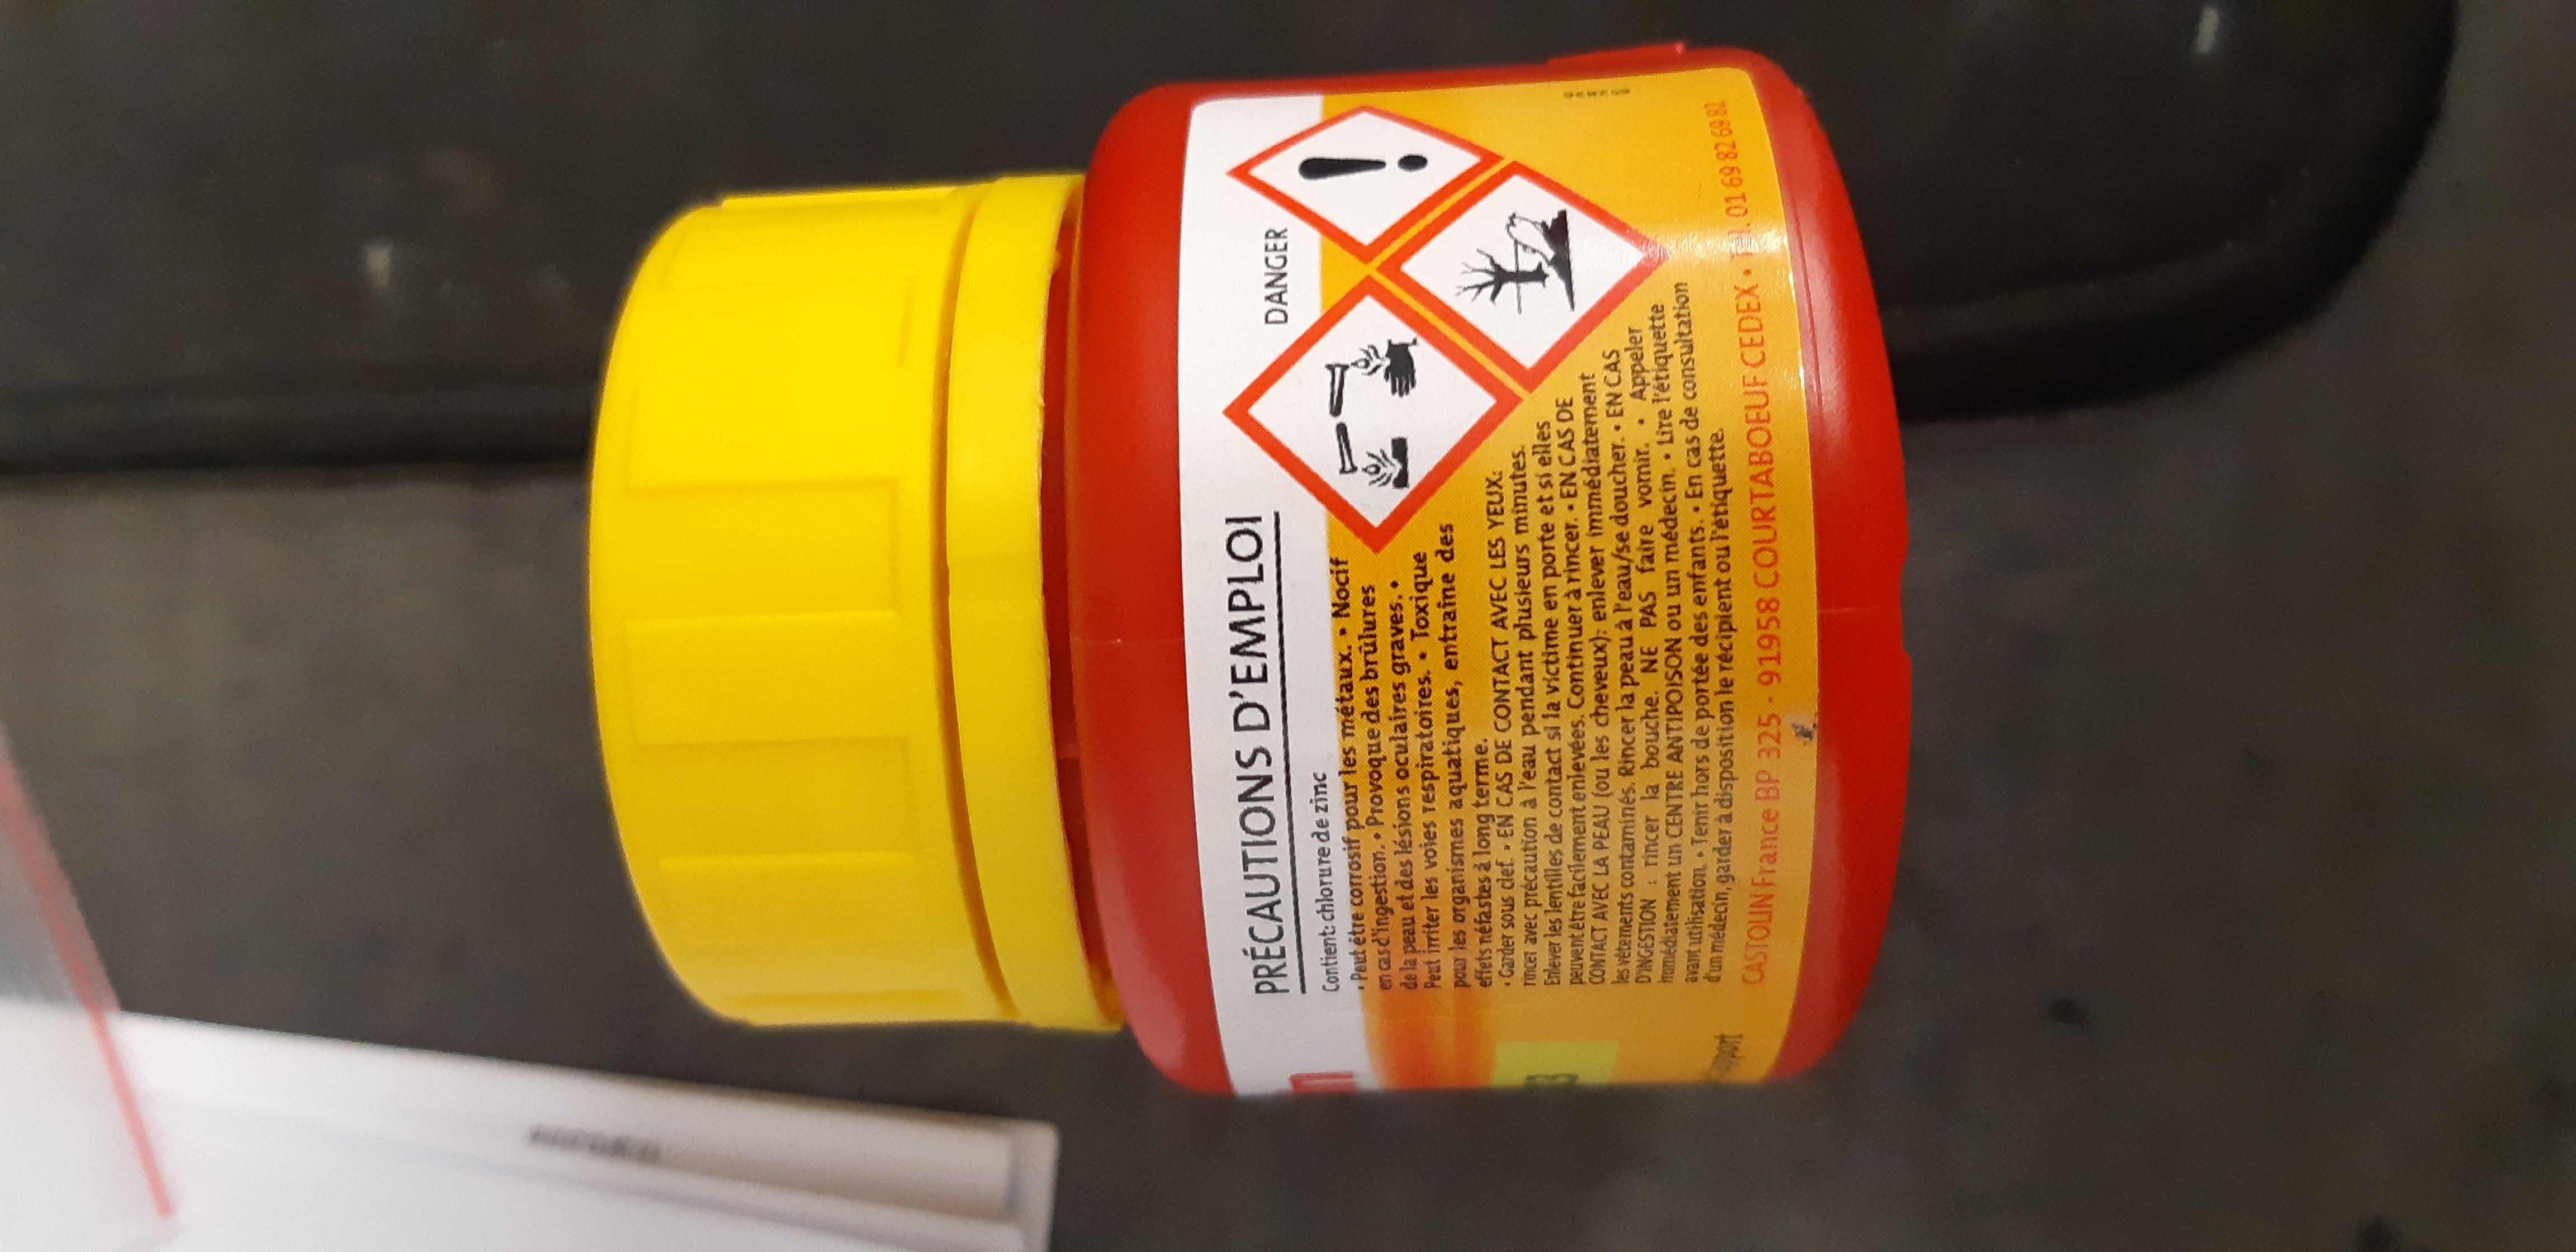 PRÉCAUTIONS D'EMPLOI
DANGER
Contient: chlorure de zinc
• Peut être corrosif pour les métaux. • Nocif
en cas d'ingestion. • Provoque des brûlures
de la peau et des lésions oculaires graves. •
Peut irriter les voies respiratoires. • Toxique
pour les organismes aquatiques, entraîne des
effets néfastes à long terme.
• Garder sous clef. • EN CAS DE CONTACT AVEC LES YEUX:
rincer avec précaution à l'eau pendant plusieurs minutes.
Enlever les lentilles de contact si la victime en porte et si elles
peuvent être facilement enlevées. Continuer à rincer. • EN CAS DE
CONTACT AVEC LA PEAU (ou les cheveux): enlever immédiatement
les vêtements contaminés. Rincer la peau à l'eau/se doucher. • EN CAS
D'INGESTION : rincer la bouche. NE PAS faire vomir. • Appeler
immédiatement un CENTRE ANTIPOISON ou un médecin. • Lire l'étiquette
avant utilisation. • Tenir hors de portée des enfants. • En cas de consultation
d'un médecin, garder à disposition le récipient ou l'étiquette.
CASTOLIN France BP 325 - 91958 COURTABOEUF CEDEX • Tél. 01 69 82 69 82